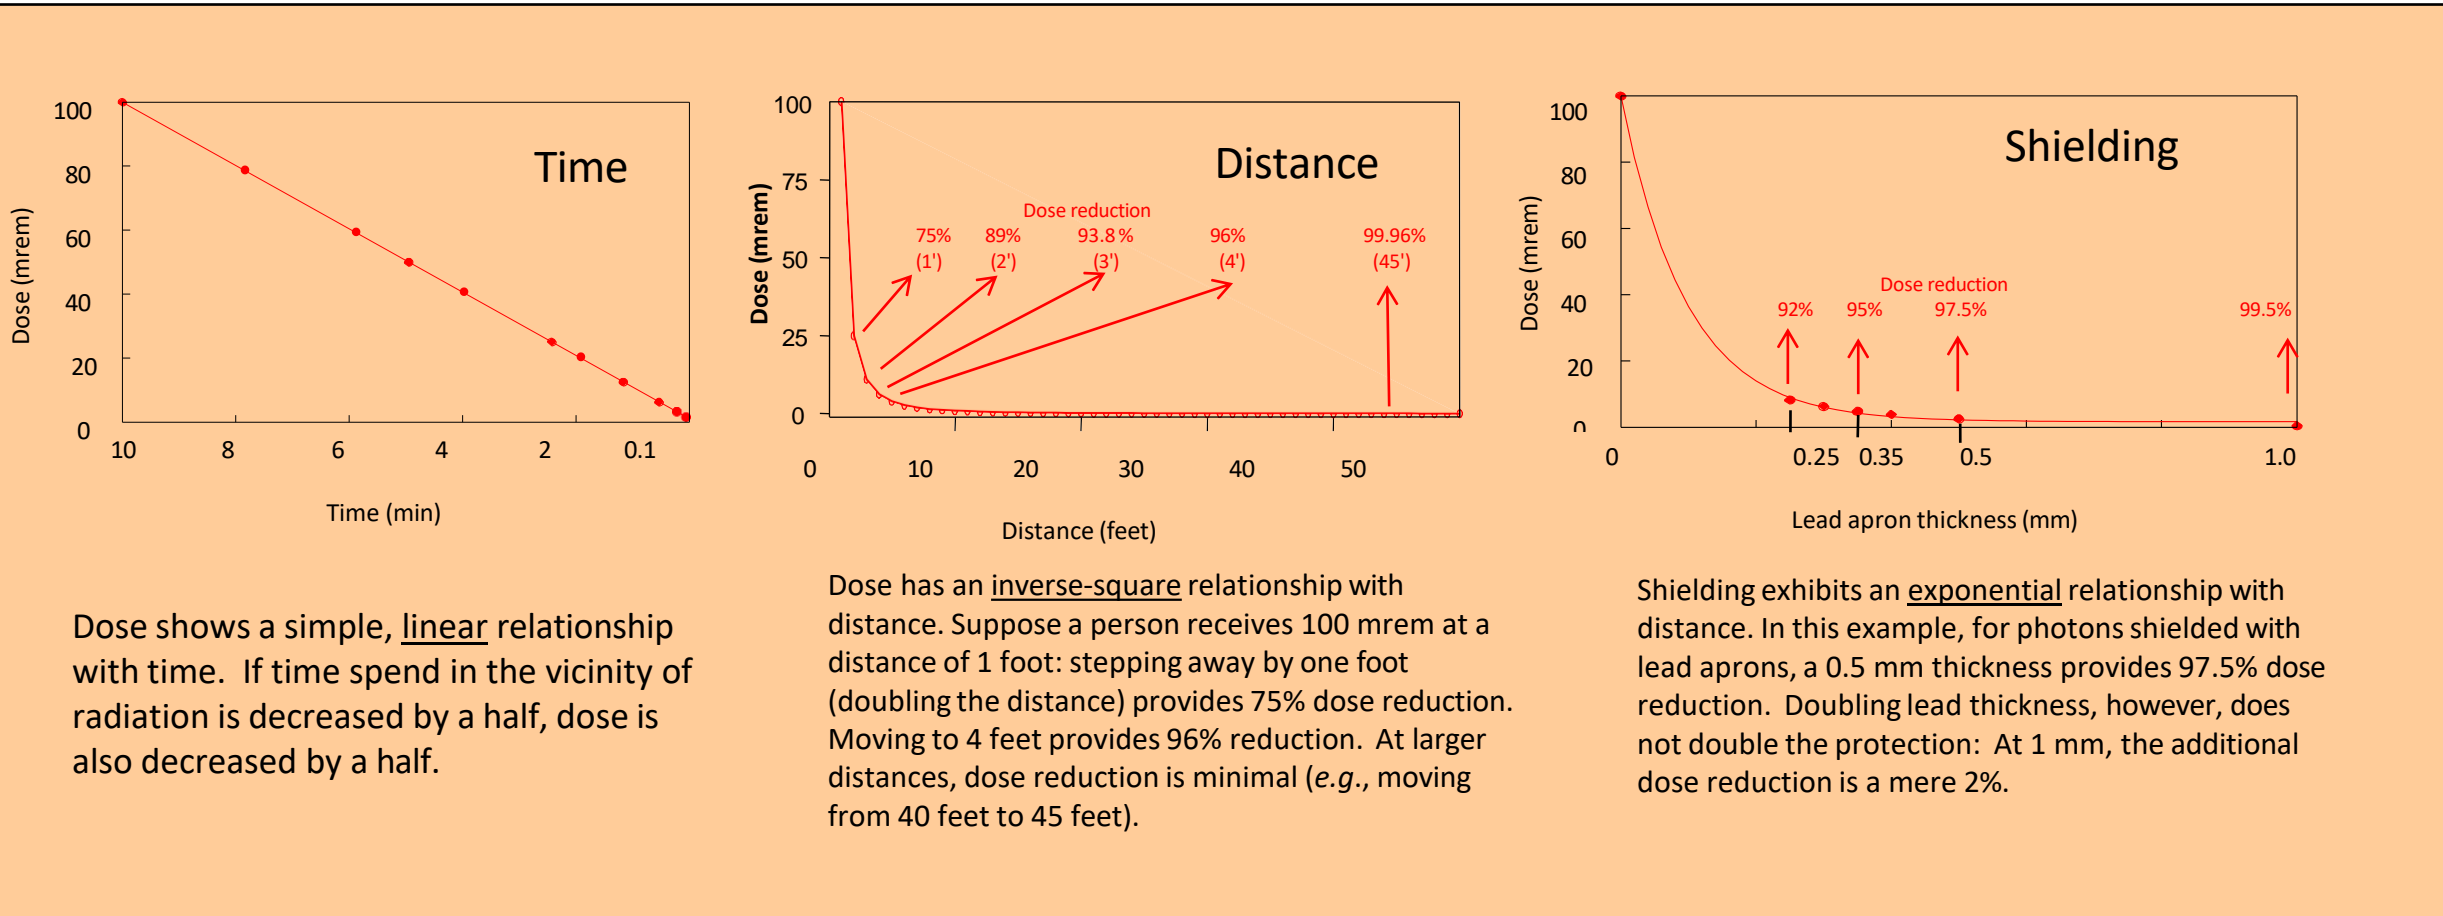 Time
100
80
60
40
20
0
Dose (mrem)
10 8 6 4 2 0.1
Time (min)
Dose shows a simple, linear relationship
with time.  If time spend in the vicinity of
radiation is decreased by a half, dose is
also decreased by a half.
Distance
100
75
50
25
0
Dose (mrem)
Dose reduction
75% 89% 93.8 % 96% 99.96%
(1') (2') (3') (4') (45')
0 10 20 30 40 50
Distance (feet)
Dose has an inverse-square relationship with
distance. Suppose a person receives 100 mrem at a
distance of 1 foot: stepping away by one foot
(doubling the distance) provides 75% dose reduction.
Moving to 4 feet provides 96% reduction.  At larger
distances, dose reduction is minimal (e.g., moving
from 40 feet to 45 feet).
Shielding
100
80
60
40
20
0
Dose (mrem)
Dose reduction
92% 95% 97.5% 99.5%
0 0.25 0.35 0.5 1.0
Lead apron thickness (mm)
Shielding exhibits an exponential relationship with
distance. In this example, for photons shielded with
lead aprons, a 0.5 mm thickness provides 97.5% dose
reduction.  Doubling lead thickness, however, does
not double the protection:  At 1 mm, the additional
dose reduction is a mere 2%.